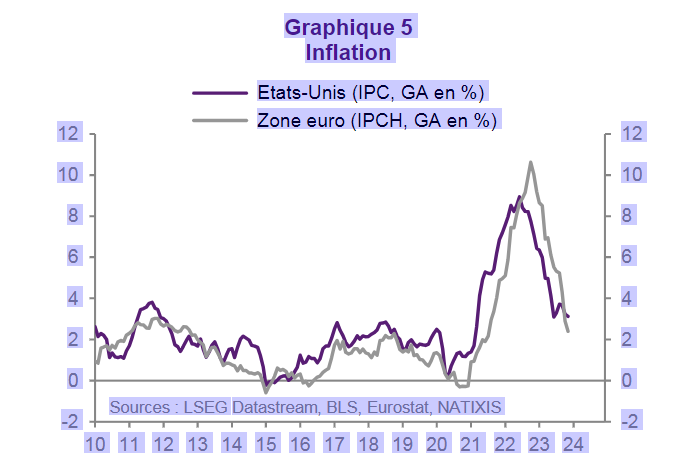 Graphique 5
Inflation
Etats-Unis (IPC, GA en %)
Zone euro (IPCH, GA en %)
12 12
10 10
8 8
6 6
4 4
2 2
0 0
-2 -2
Sources : LSEG Datastream, BLS, Eurostat, NATIXIS
10 11 12 13 14 15 16 17 18 19 20 21 22 23 24